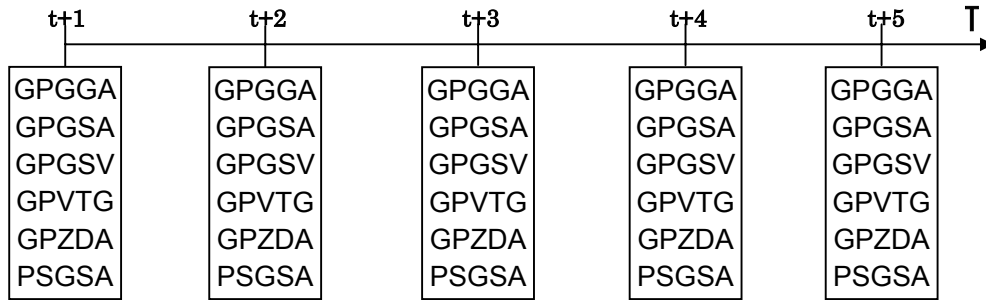 t+1 t+2 t+3 t+4 t+5 T
GPGGA GPGGA GPGGA GPGGA GPGGA
GPGSA GPGSA GPGSA GPGSA GPGSA
GPGSV GPGSV GPGSV GPGSV GPGSV
GPVTG GPVTG GPVTG GPVTG GPVTG
GPZDA GPZDA GPZDA GPZDA GPZDA
PSGSA PSGSA PSGSA PSGSA PSGSA